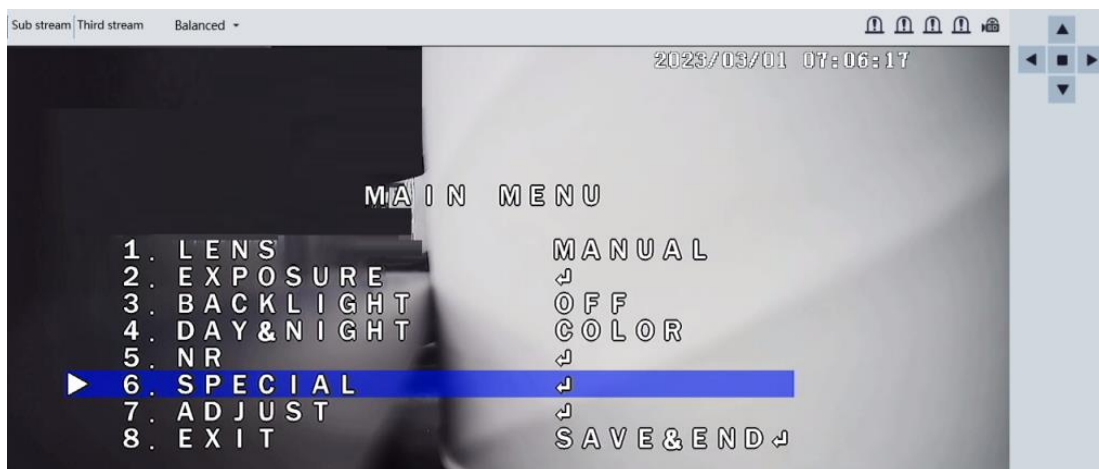 Sub stream Third stream Balanced
2023/03/01 07:06:17
MAIN MENU
1. LENS MANUAL
2. EXPOSURE ↲
3. BACKLIGHT OFF
4. DAY&NIGHT COLOR
5. NR ↲
6. SPECIAL ↲
7. ADJUST ↲
8. EXIT SAVE&END↲